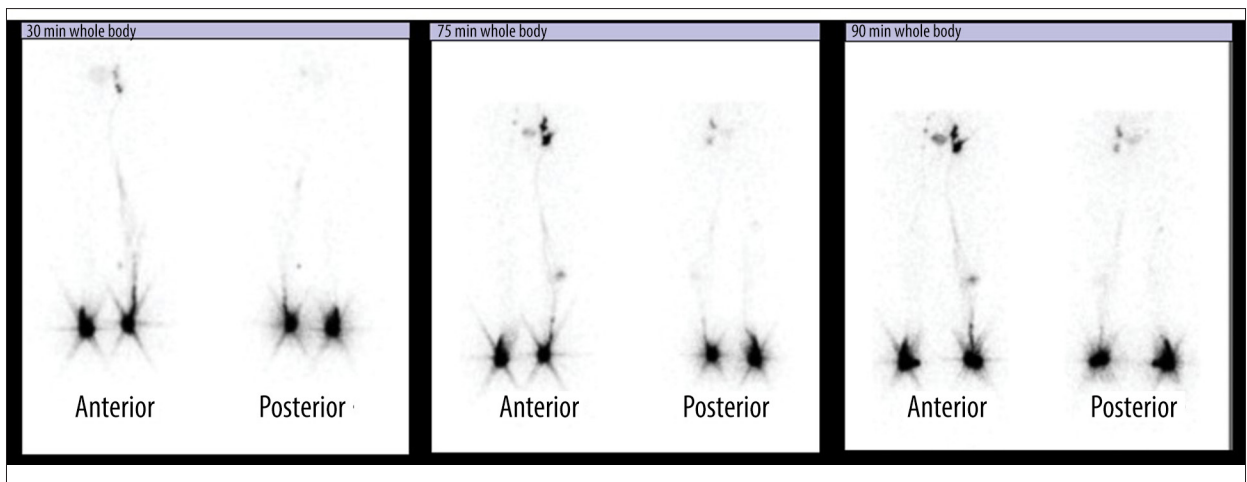 30 min whole body
75 min whole body
90 min whole body
Anterior
Posterior
Anterior
Posterior
Anterior
Posterior